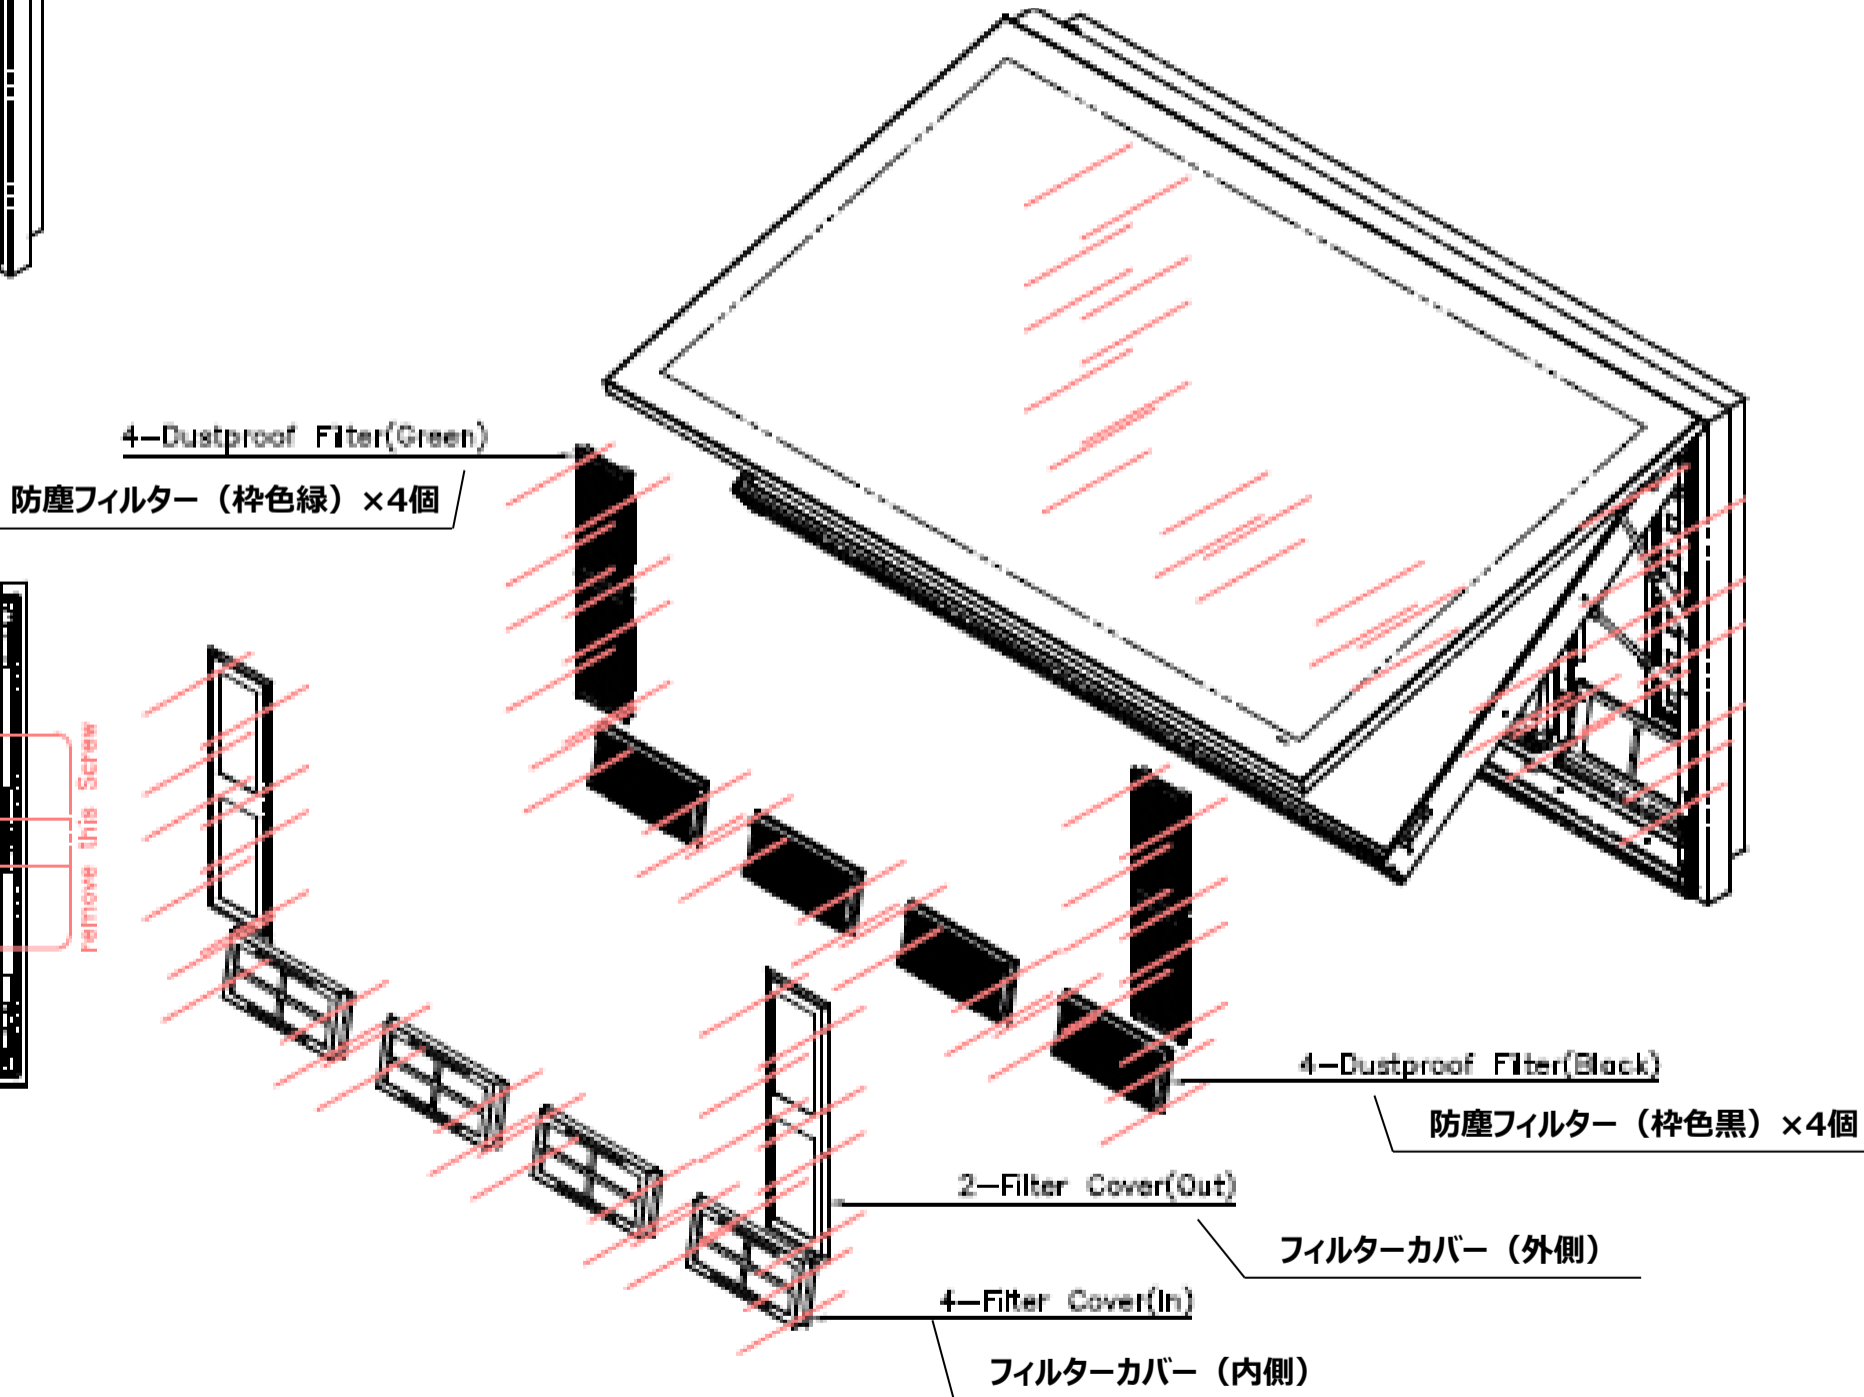 4-Dustproof Filter(Green)
防塵フィルター（枠色緑）×4個
remove this Screw
4-Dustproof Filter(Black)
防塵フィルター（枠色黒）×4個
2-Filter Cover(Out)
フィルターカバー（外側）
4-Filter Cover(In)
フィルターカバー（内側）